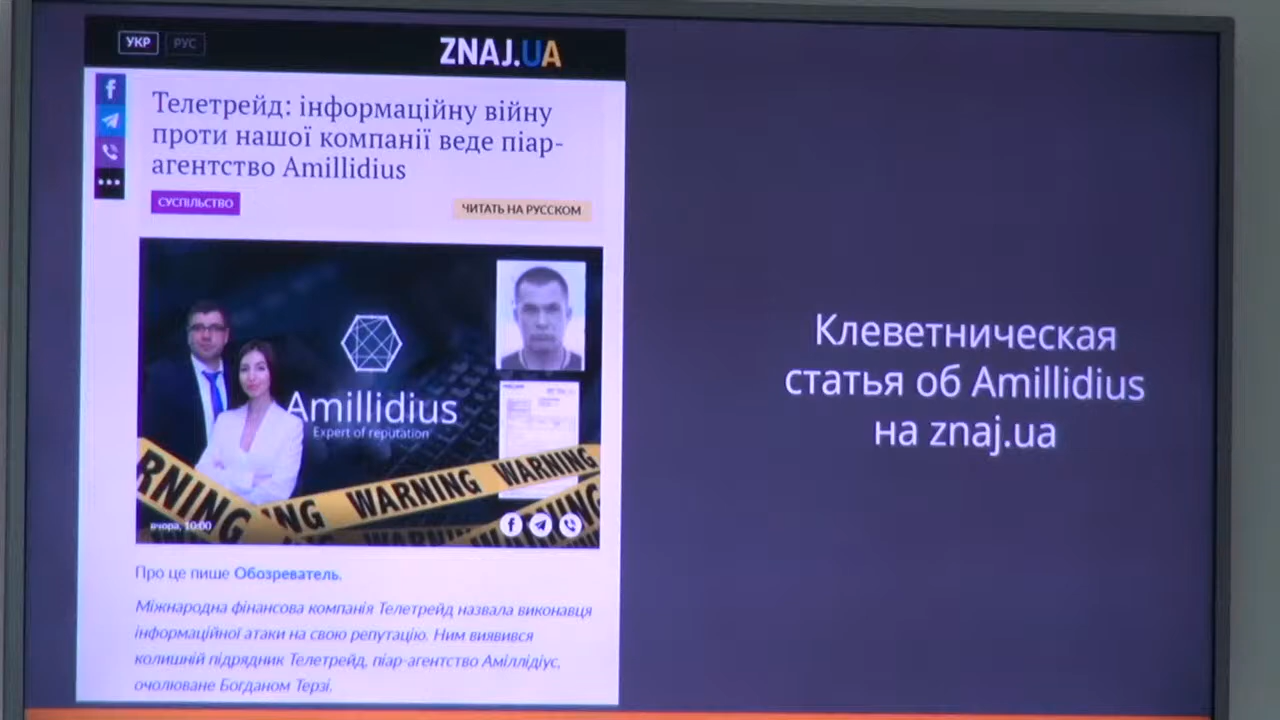 УКР РУС
ZNAJ.UA
Телетрейд: інформаційну війну
проти нашої компанії веде піар-
агентство Amillidius
СУСПІЛЬСТВО
ЧИТАТЬ НА РУССКОМ
Amillidius
Expert of reputation
RNING
NG WARNING WARNING
вчора, 10:00
Про це пише Обозреватель.
Міжнародна фінансова компанія Телетрейд назвала виконавця
інформаційної атаки на свою репутацію. Ним виявився
колишній підрядник Телетрейд, піар-агентство Амілlідіус,
очолюване Богданом Терзі.
Клеветническая
статья об Amillidius
на znaj.ua